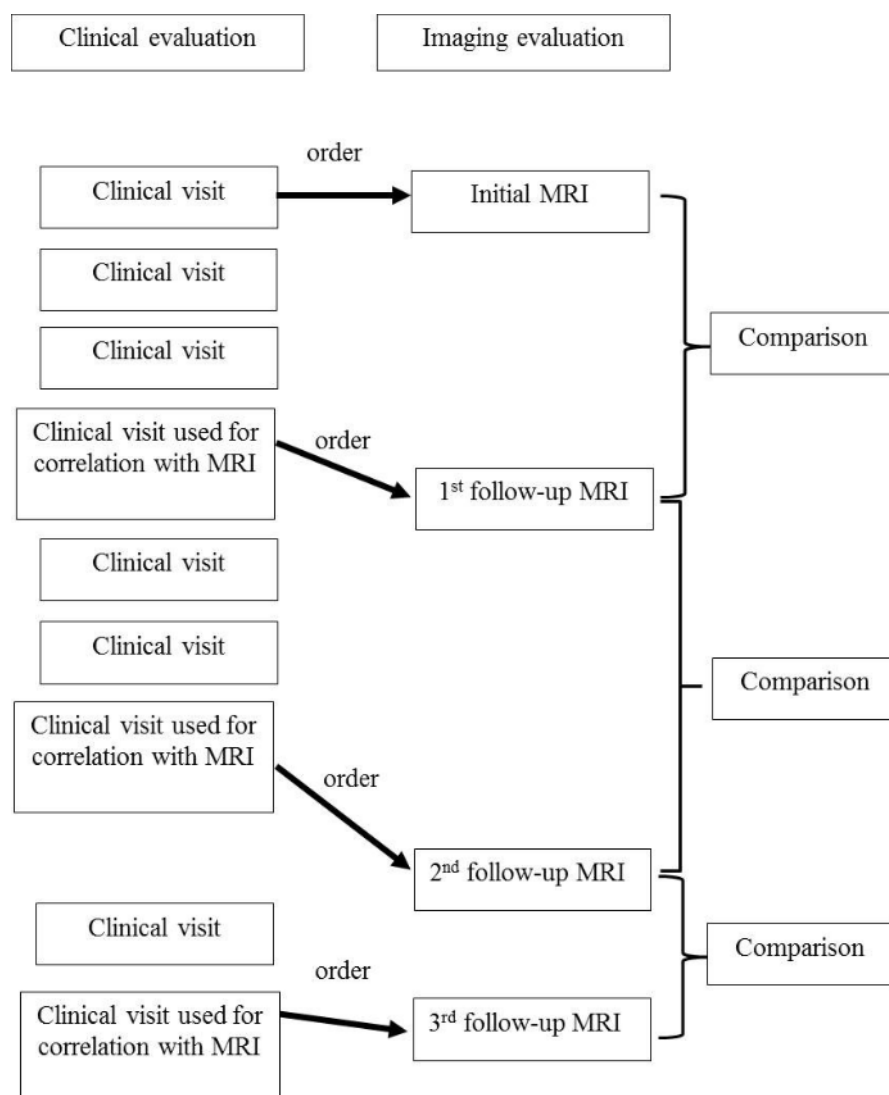 Clinical evaluation
Imaging evaluation
order
Clinical visit
Initial MRI
Clinical visit
Clinical visit
Comparison
Clinical visit used for
correlation with MRI
order
1st follow-up MRI
Clinical visit
Clinical visit
Comparison
Clinical visit used for
correlation with MRI
order
2nd follow-up MRI
Clinical visit
Comparison
order
Clinical visit used for
correlation with MRI
3rd follow-up MRI